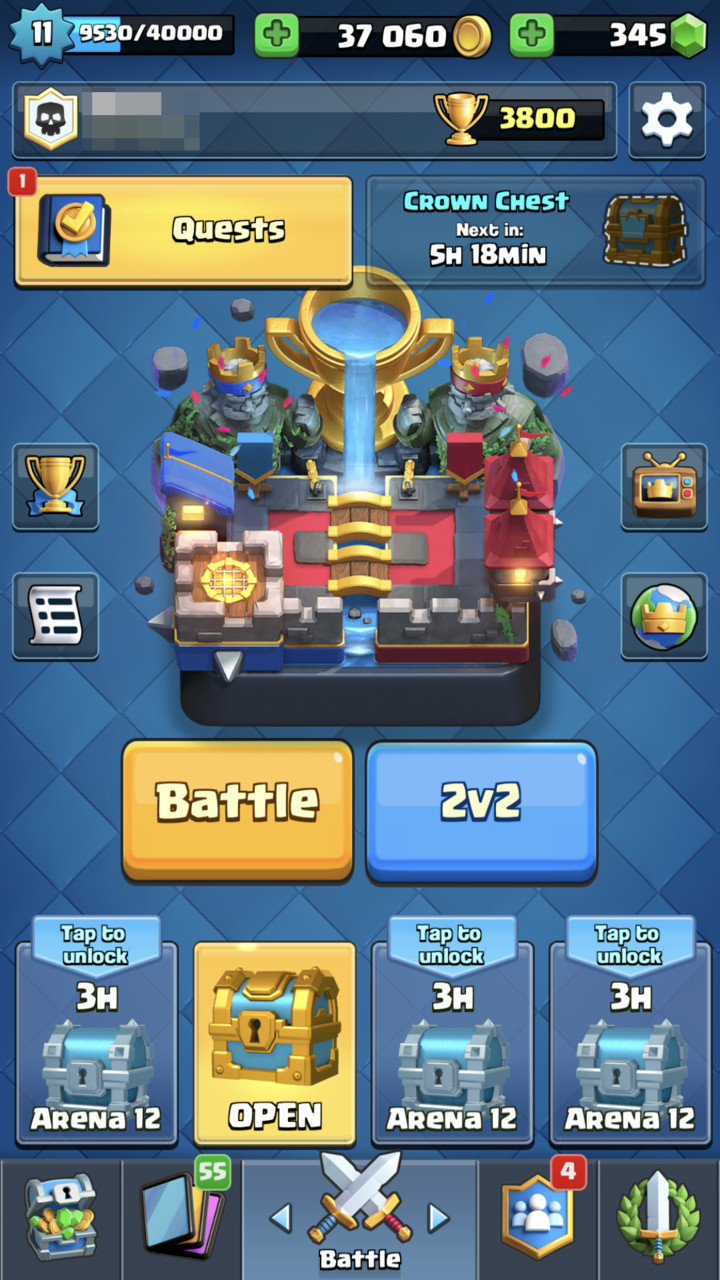 11
9530/40000
37 060
345
3800
1
Quests
Crown Chest
Next in:
5H 18MIN
Battle
2v2
Tap to
unlock
3H
Arena 12
OPEN
Tap to
unlock
3H
Arena 12
Tap to
unlock
3H
Arena 12
55
Battle
4